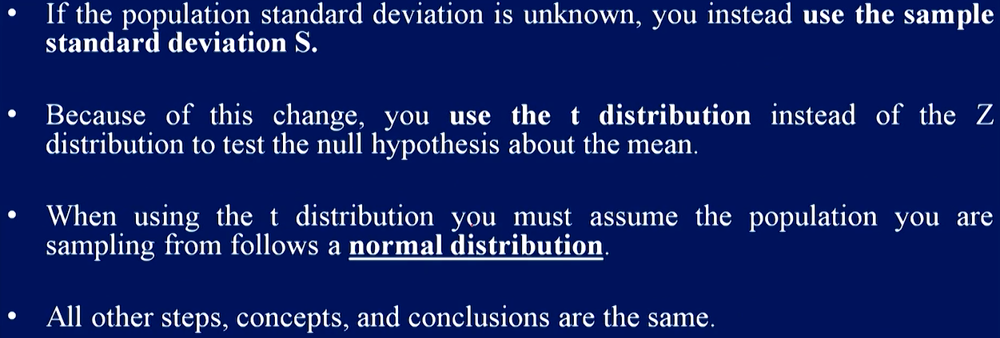 • If the population standard deviation is unknown, you instead use the sample
standard deviation S.
• Because of this change, you use the t distribution instead of the Z
distribution to test the null hypothesis about the mean.
• When using the t distribution you must assume the population you are
sampling from follows a normal distribution.
• All other steps, concepts, and conclusions are the same.